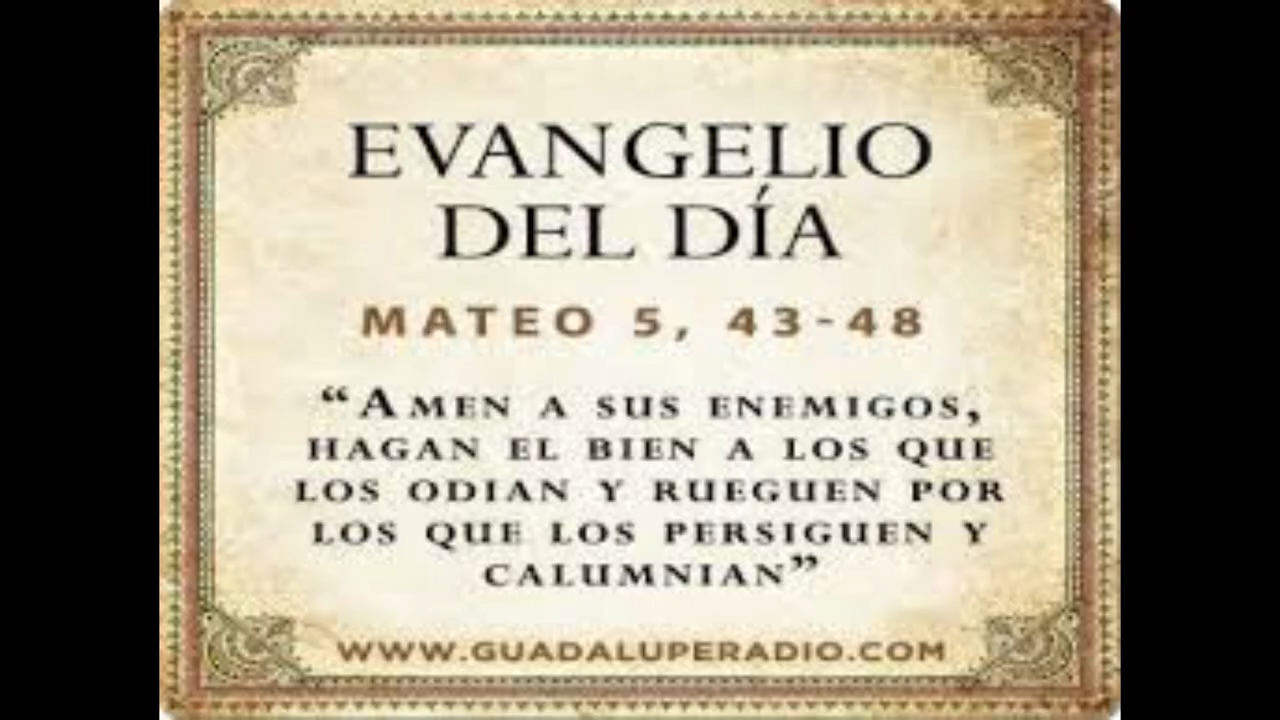 EVANGELIO
DEL DÍA
MATEO 5, 43-48
“AMEN A SUS ENEMIGOS,
HAGAN EL BIEN A LOS QUE
LOS ODIAN Y RUEGUEN POR
LOS QUE LOS PERSIGUEN Y
CALUMNIAN”
WWW.GUADALUPERADIO.COM